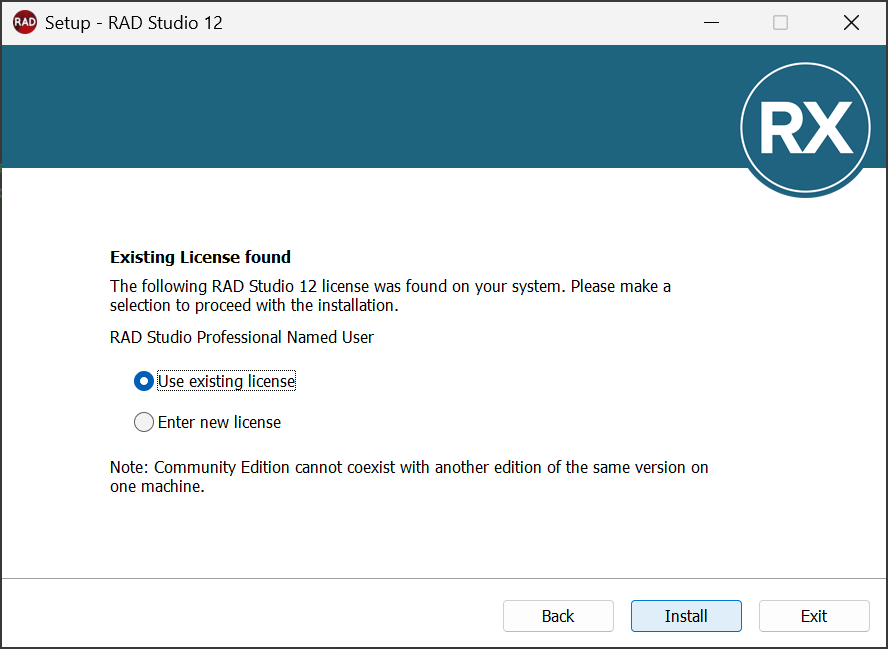 RAD Setup - RAD Studio 12
RX
Existing License found
The following RAD Studio 12 license was found on your system. Please make a
selection to proceed with the installation.
RAD Studio Professional Named User
Use existing license
Enter new license
Note: Community Edition cannot coexist with another edition of the same version on
one machine.
Back Install Exit